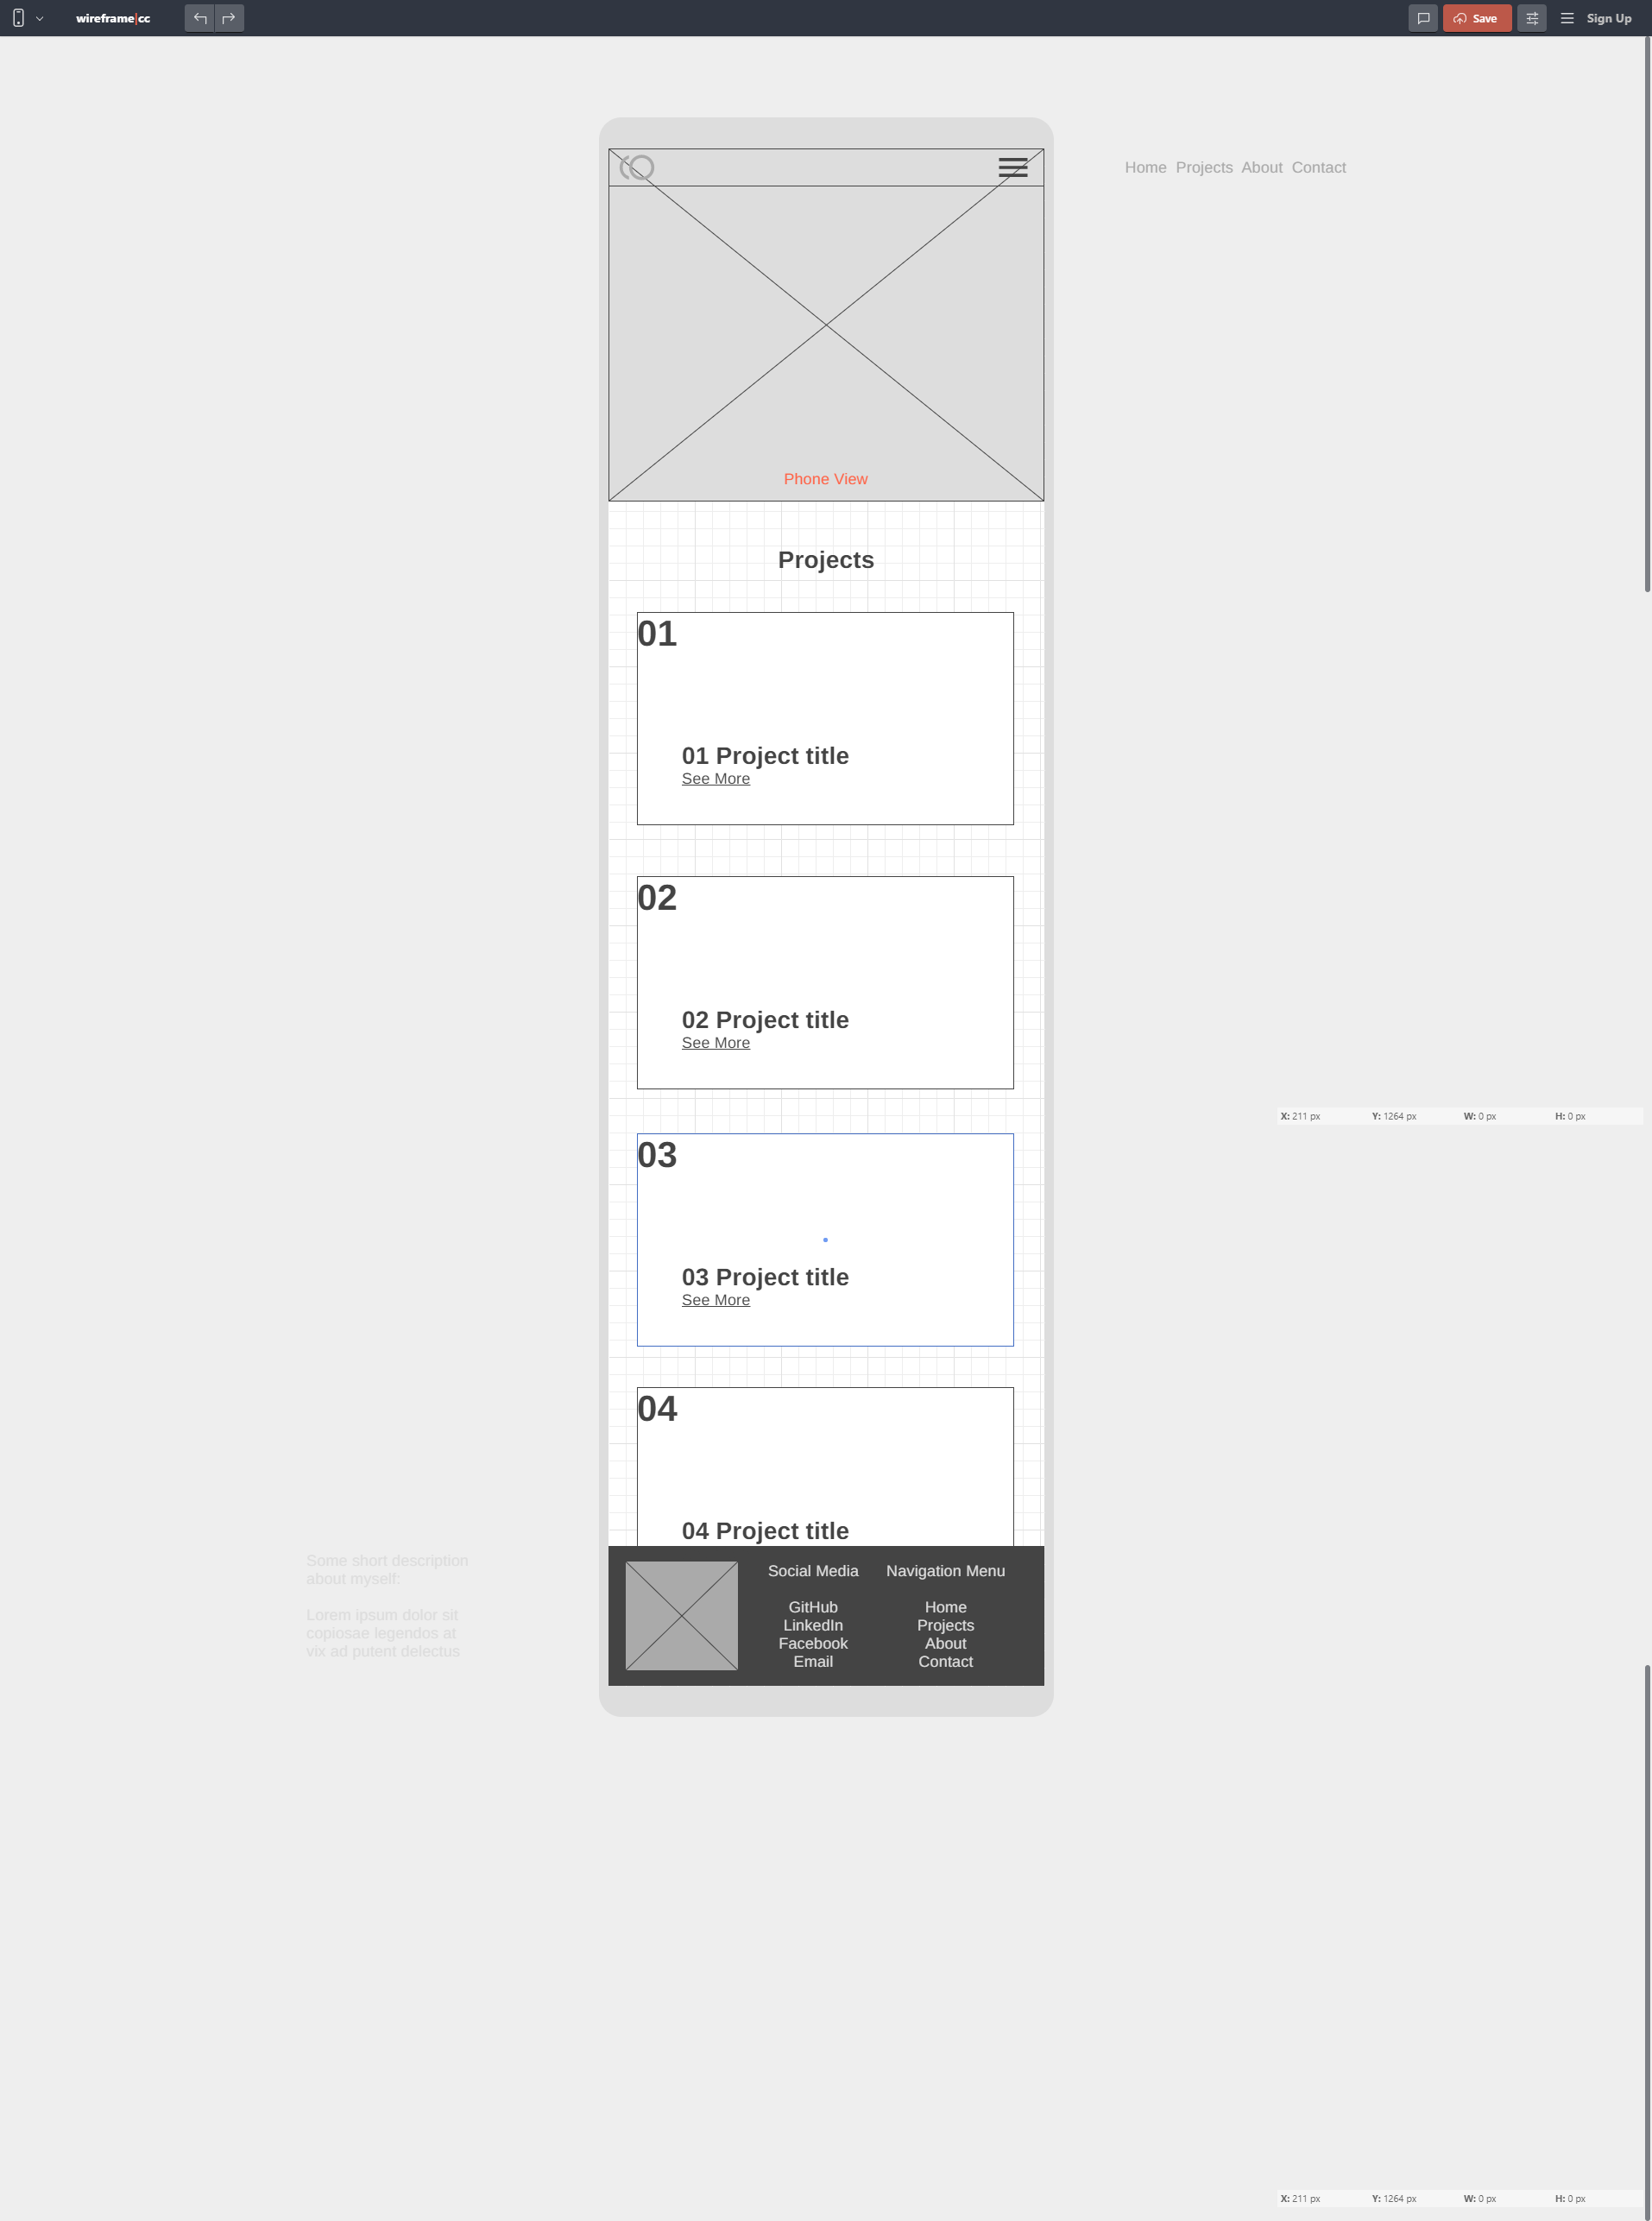 wireframe|cc
Save
Sign Up
Home Projects About Contact
Phone View
Projects
01
01 Project title
See More
02
02 Project title
See More
X: 211 px Y: 1264 px W: 0 px H: 0 px
03
03 Project title
See More
04
04 Project title
Some short description
about myself:
Lorem ipsum dolor sit
copiosae legendos at
vix ad putent delectus
Social Media
GitHub
LinkedIn
Facebook
Email
Navigation Menu
Home
Projects
About
Contact
X: 211 px Y: 1264 px W: 0 px H: 0 px